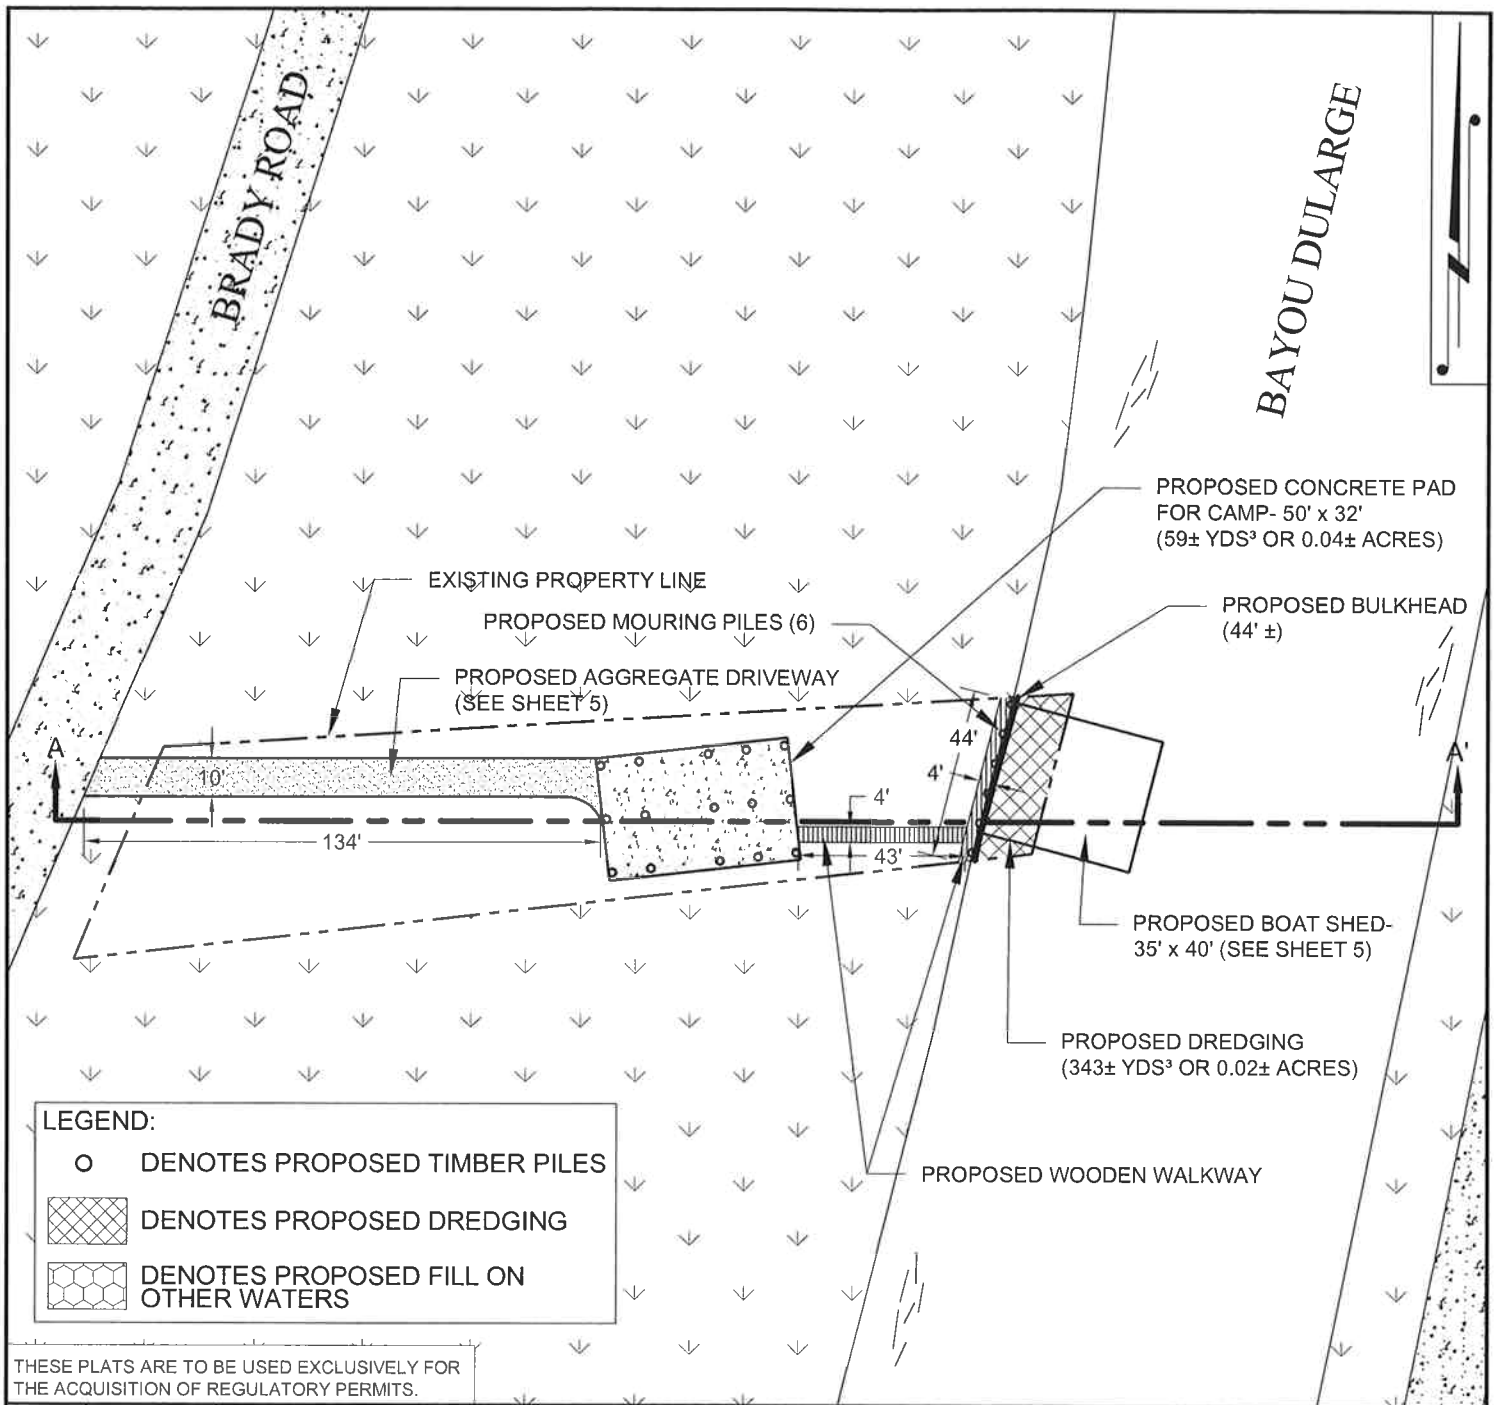 BRADY ROAD
BAYOU DULARGE
PROPOSED CONCRETE PAD
FOR CAMP- 50' x 32'
(59± YDS³ OR 0.04± ACRES)
EXISTING PROPERTY LINE
PROPOSED BULKHEAD
(44' ±)
PROPOSED MOURING PILES (6)
PROPOSED AGGREGATE DRIVEWAY
(SEE SHEET 5)
A
A'
10'
44'
4'
4'
134'
43'
PROPOSED BOAT SHED-
35' x 40' (SEE SHEET 5)
PROPOSED DREDGING
(343± YDS³ OR 0.02± ACRES)
PROPOSED WOODEN WALKWAY
LEGEND:
DENOTES PROPOSED TIMBER PILES
DENOTES PROPOSED DREDGING
DENOTES PROPOSED FILL ON
OTHER WATERS
THESE PLATS ARE TO BE USED EXCLUSIVELY FOR
THE ACQUISITION OF REGULATORY PERMITS.